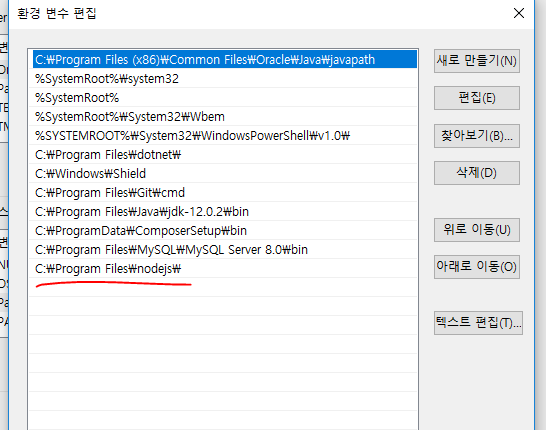 환경 변수 편집
C:₩Program Files (x86)₩Common Files₩Oracle₩Java₩javapath
%SystemRoot%₩system32
%SystemRoot%
%SystemRoot%₩System32₩Wbem
%SYSTEMROOT%₩System32₩WindowsPowerShell₩v1.0₩
C:₩Program Files₩dotnet₩
C:₩Windows₩Shield
C:₩Program Files₩Git₩cmd
C:₩Program Files₩Java₩jdk-12.0.2₩bin
C:₩ProgramData₩ComposerSetup₩bin
C:₩Program Files₩MySQL₩MySQL Server 8.0₩bin
C:₩Program Files₩nodejs₩
새로 만들기(N)
편집(E)
찾아보기(B)...
삭제(D)
위로 이동(U)
아래로 이동(O)
텍스트 편집(T)...